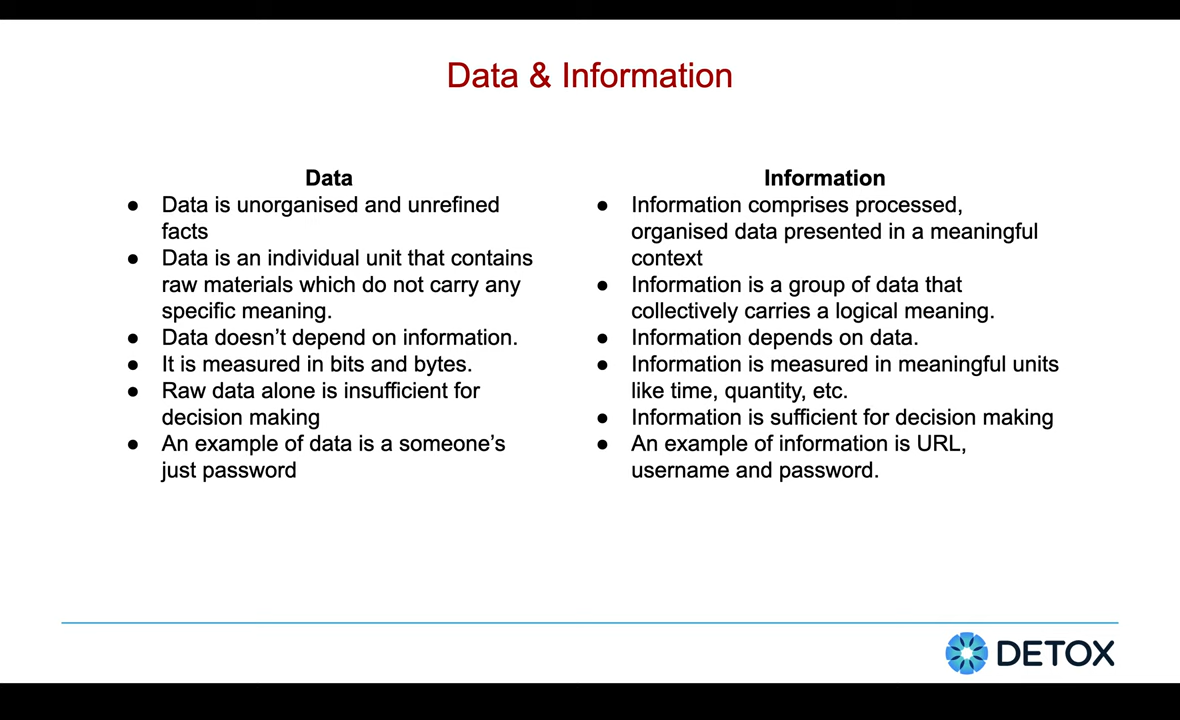 Data & Information
Data
● Data is unorganised and unrefined
facts
● Data is an individual unit that contains
raw materials which do not carry any
specific meaning.
● Data doesn’t depend on information.
● It is measured in bits and bytes.
● Raw data alone is insufficient for
decision making
● An example of data is a someone’s
just password
Information
● Information comprises processed,
organised data presented in a meaningful
context
● Information is a group of data that
collectively carries a logical meaning.
● Information depends on data.
● Information is measured in meaningful units
like time, quantity, etc.
● Information is sufficient for decision making
● An example of information is URL,
username and password.
DETOX